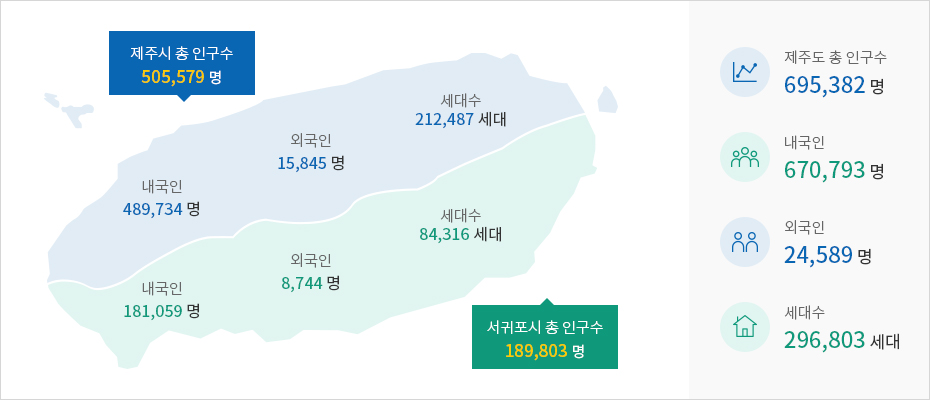 제주시 총 인구수
505,579 명
세대수
212,487 세대
외국인
15,845 명
내국인
489,734 명
세대수
84,316 세대
외국인
8,744 명
내국인
181,059 명
서귀포시 총 인구수
189,803 명
제주도 총 인구수
695,382 명
내국인
670,793 명
외국인
24,589 명
세대수
296,803 세대